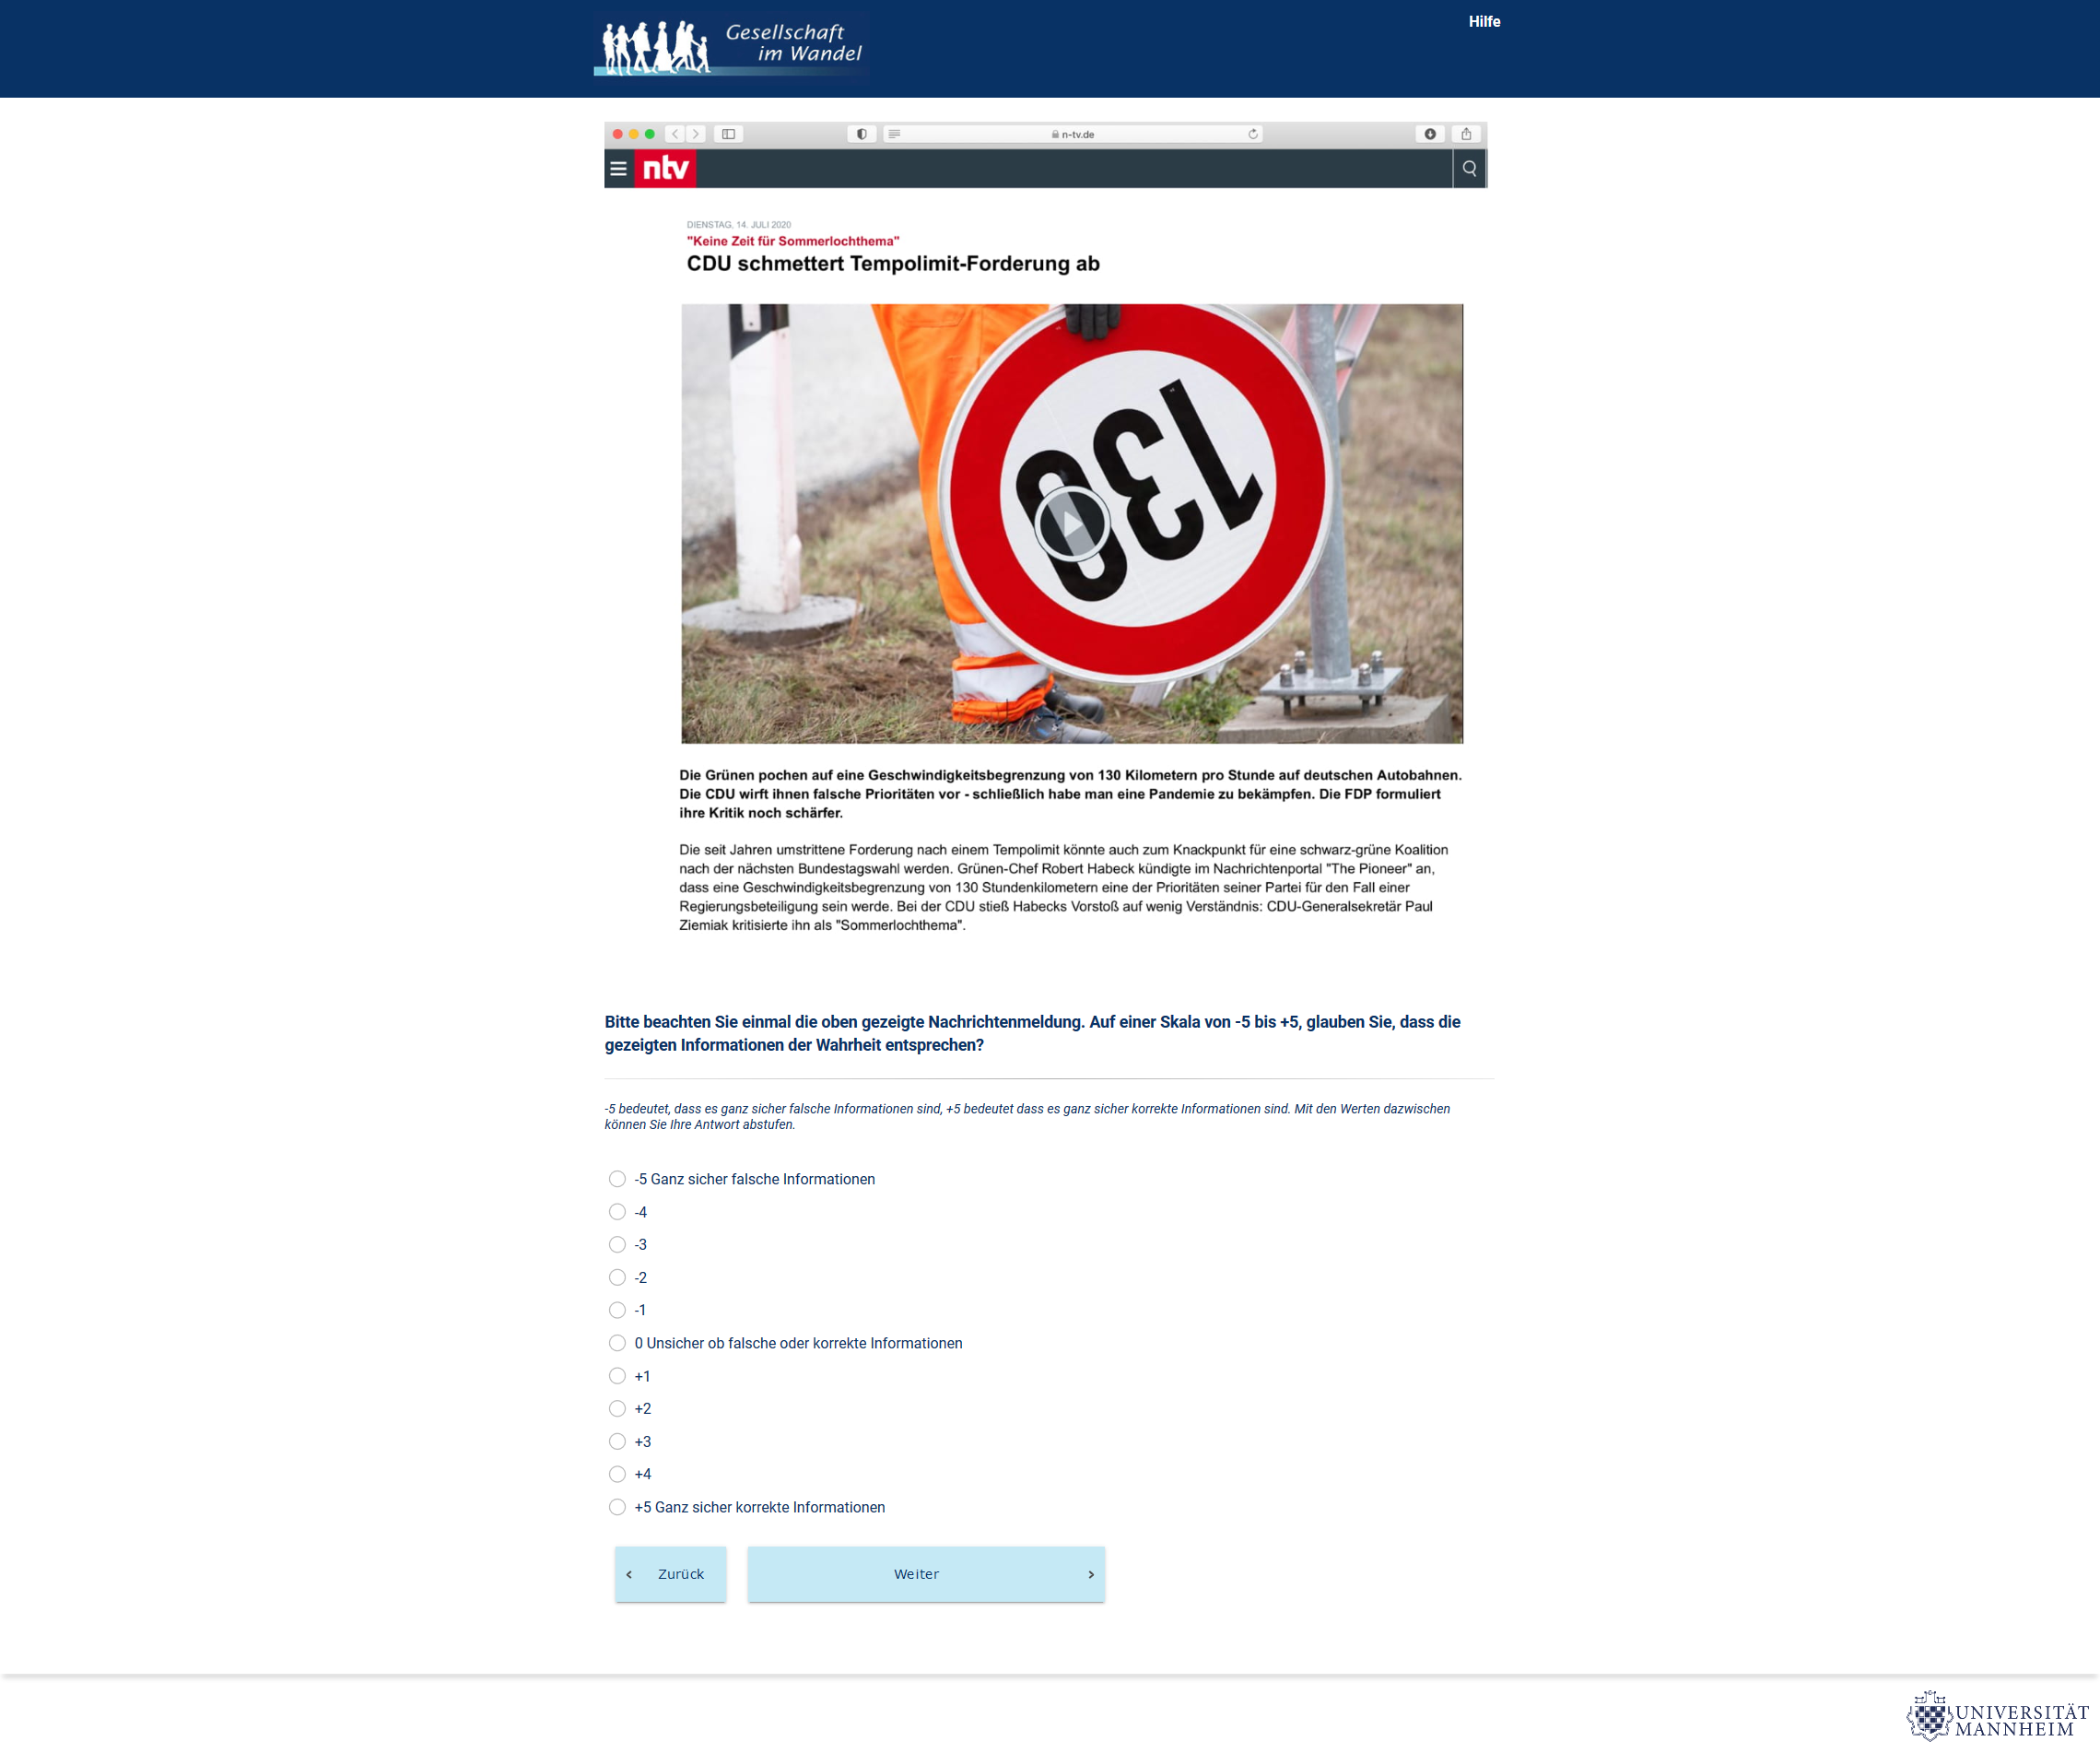 Gesellschaft
im Wandel
Hilfe
n-tv.de
ntv
DIENSTAG, 14. JULI 2020
"Keine Zeit für Sommerlochthema"
CDU schmettert Tempolimit-Forderung ab
130
Die Grünen pochen auf eine Geschwindigkeitsbegrenzung von 130 Kilometern pro Stunde auf deutschen Autobahnen.
Die CDU wirft ihnen falsche Prioritäten vor - schließlich habe man eine Pandemie zu bekämpfen. Die FDP formuliert
ihre Kritik noch schärfer.
Die seit Jahren umstrittene Forderung nach einem Tempolimit könnte auch zum Knackpunkt für eine schwarz-grüne Koalition
nach der nächsten Bundestagswahl werden. Grünen-Chef Robert Habeck kündigte im Nachrichtenportal "The Pioneer" an,
dass eine Geschwindigkeitsbegrenzung von 130 Stundenkilometern eine der Prioritäten seiner Partei für den Fall einer
Regierungsbeteiligung sein werde. Bei der CDU stieß Habecks Vorstoß auf wenig Verständnis: CDU-Generalsekretär Paul
Ziemiak kritisierte ihn als "Sommerlochthema".
Bitte beachten Sie einmal die oben gezeigte Nachrichtenmeldung. Auf einer Skala von -5 bis +5, glauben Sie, dass die
gezeigten Informationen der Wahrheit entsprechen?
-5 bedeutet, dass es ganz sicher falsche Informationen sind, +5 bedeutet dass es ganz sicher korrekte Informationen sind. Mit den Werten dazwischen
können Sie Ihre Antwort abstufen.
-5 Ganz sicher falsche Informationen
-4
-3
-2
-1
0 Unsicher ob falsche oder korrekte Informationen
+1
+2
+3
+4
+5 Ganz sicher korrekte Informationen
Zurück
Weiter
UNIVERSITÄT
MANNHEIM